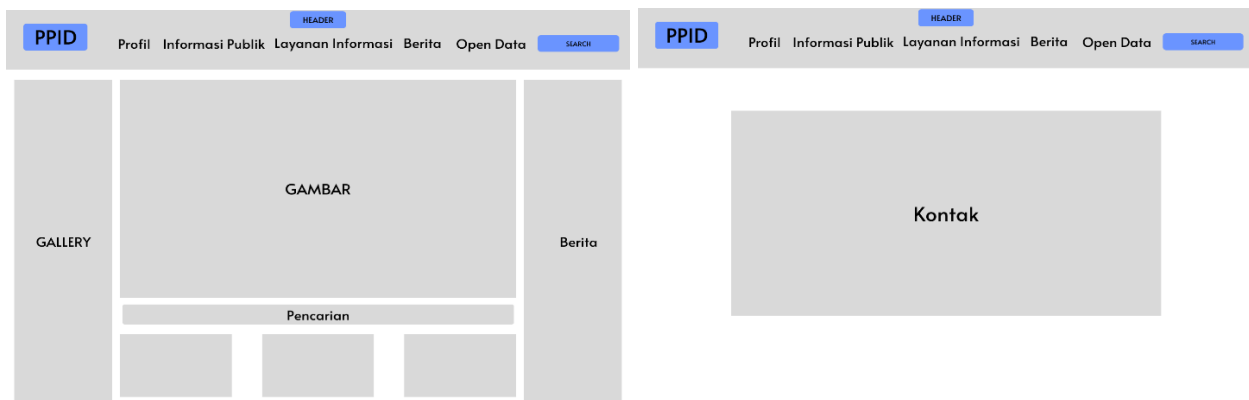 HEADER
PPID
Profil Informasi Publik Layanan Informasi Berita Open Data SEARCH
GALLERY
GAMBAR
Berita
Pencarian
HEADER
PPID
Profil Informasi Publik Layanan Informasi Berita Open Data SEARCH
Kontak